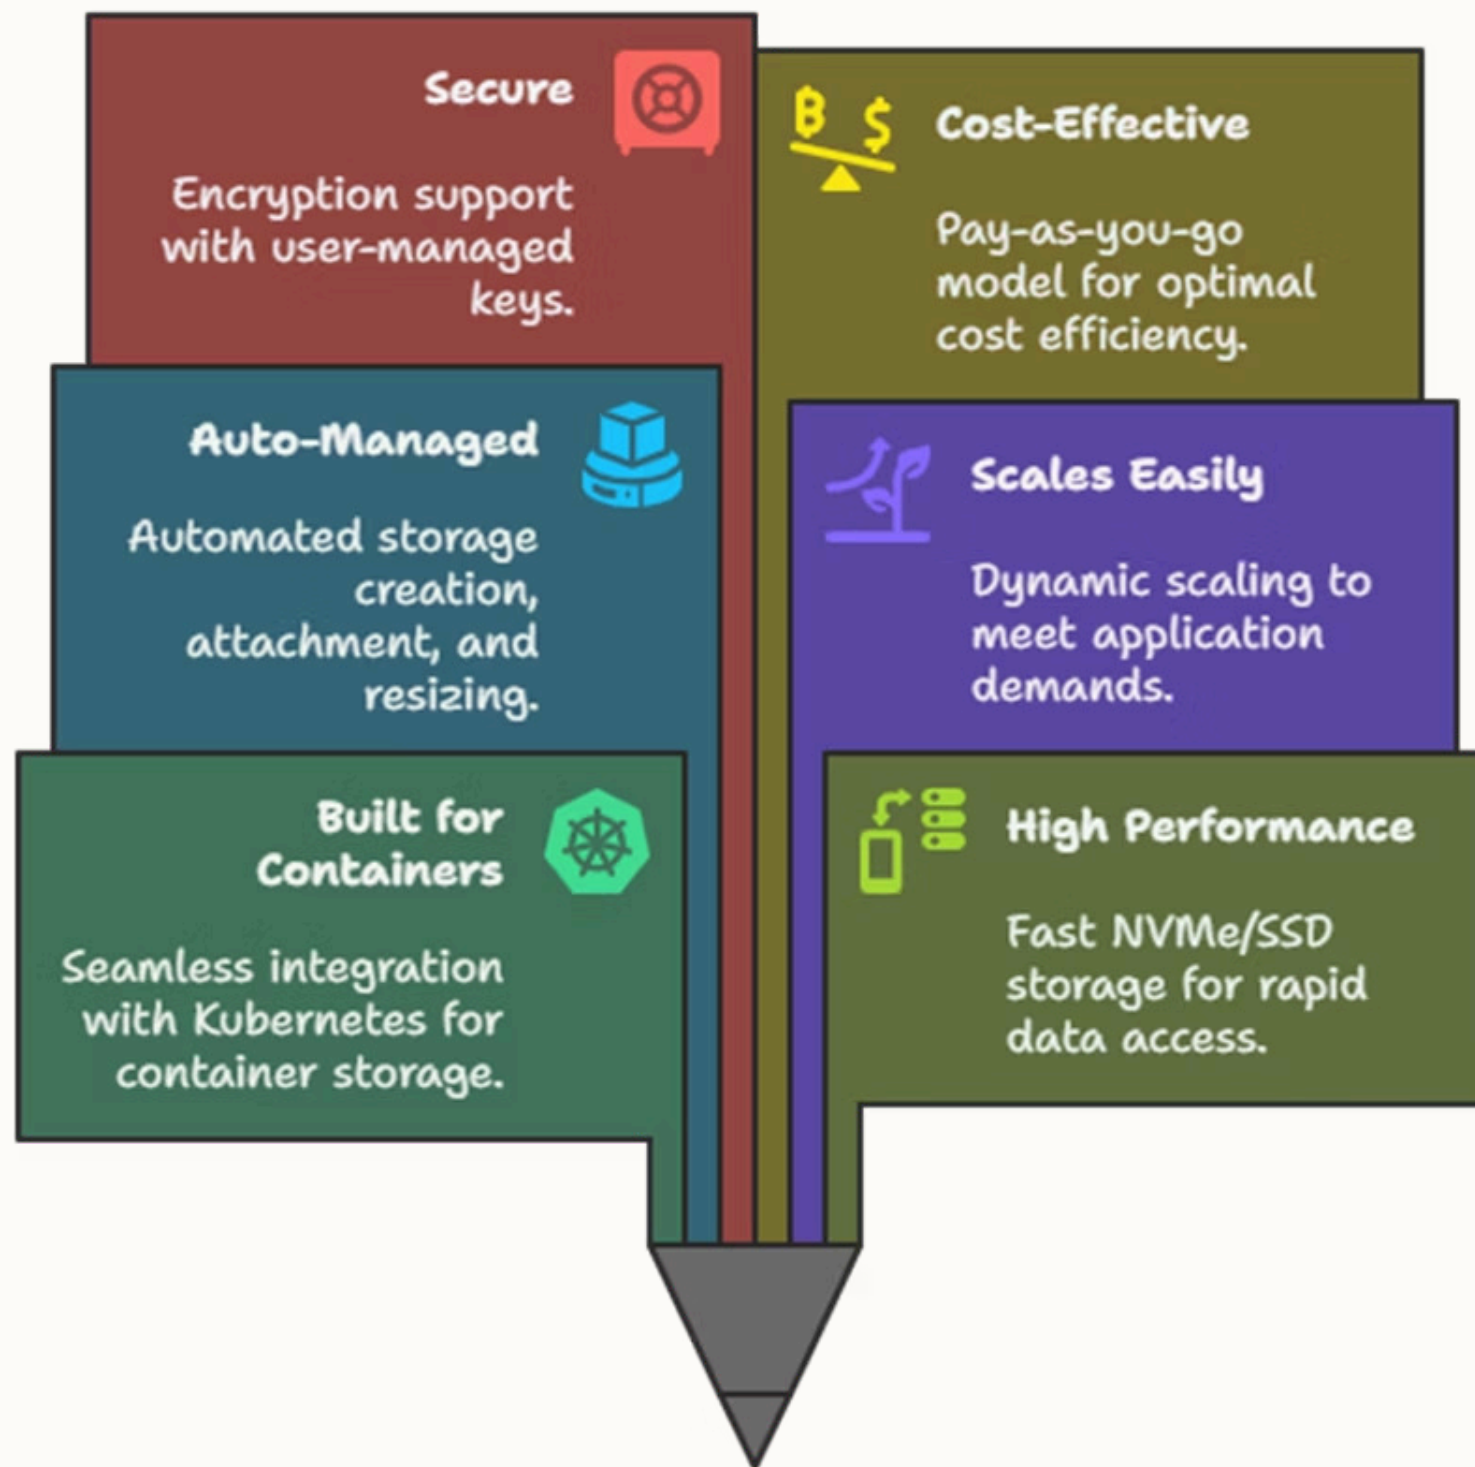 Secure
Encryption support
with user-managed
keys.
Cost-Effective
Pay-as-you-go
model for optimal
cost efficiency.
Auto-Managed
Automated storage
creation,
attachment, and
resizing.
Scales Easily
Dynamic scaling to
meet application
demands.
Built for
Containers
Seamless integration
with Kubernetes for
container storage.
High Performance
Fast NVMe/SSD
storage for rapid
data access.